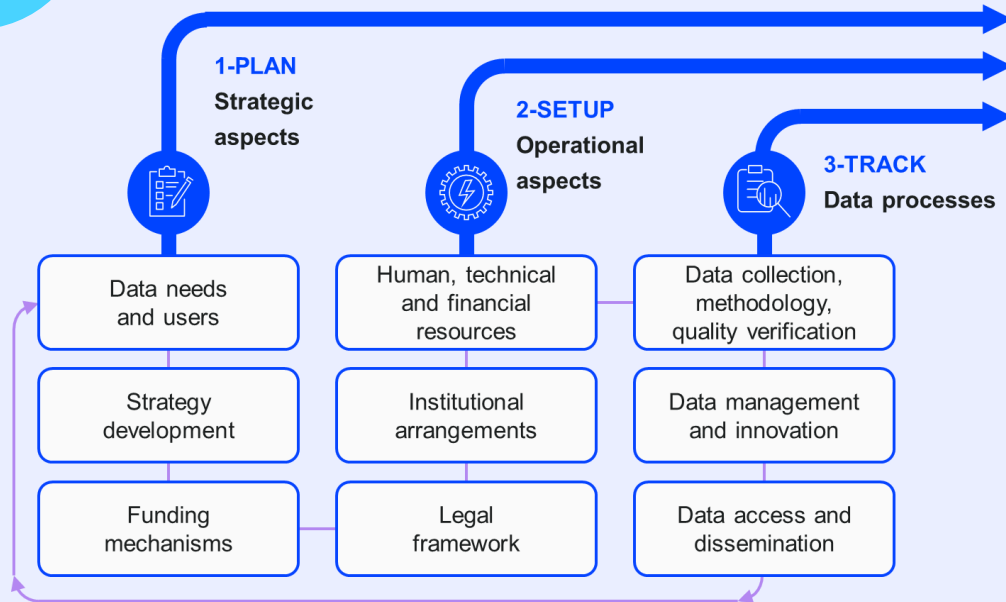 1-PLAN
Strategic
aspects
2-SETUP
Operational
aspects
3-TRACK
Data processes
Data needs
and users
Strategy
development
Funding
mechanisms
Human, technical
and financial
resources
Institutional
arrangements
Legal
framework
Data collection,
methodology,
quality verification
Data management
and innovation
Data access and
dissemination